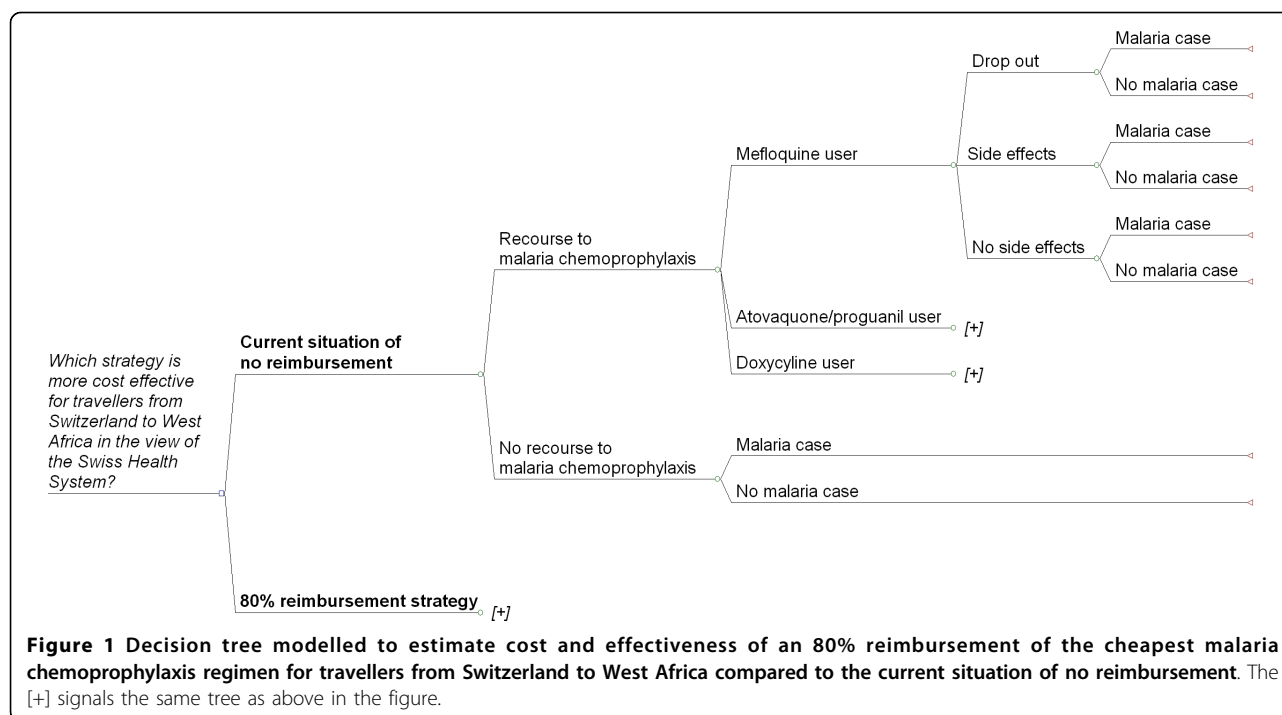 Malaria case
Drop out
No malaria case
Malaria case
Mefloquine user
Side effects
No malaria case
Malaria case
Recourse to
malaria chemoprophylaxis
No side effects
No malaria case
Atovaquone/proguanil user
[+]
Current situation of
no reimbursement
Doxycyline user
[+]
Which strategy is
more cost effective
for travellers from
Switzerland to West
Africa in the view of
the Swiss Health
System?
No recourse to
malaria chemoprophylaxis
Malaria case
No malaria case
80% reimbursement strategy
[+]
Figure 1 Decision tree modelled to estimate cost and effectiveness of an 80% reimbursement of the cheapest malaria
chemoprophylaxis regimen for travellers from Switzerland to West Africa compared to the current situation of no reimbursement. The
[+] signals the same tree as above in the figure.